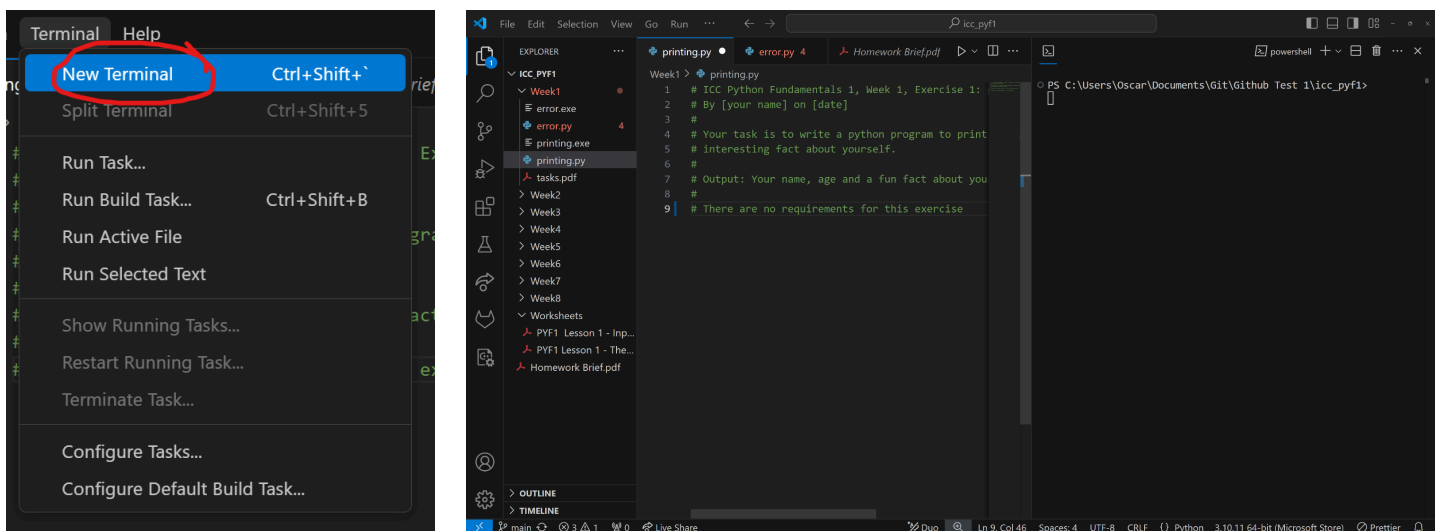 Terminal Help
New Terminal Ctrl+Shift+`
Split Terminal Ctrl+Shift+5
Run Task...
Run Build Task... Ctrl+Shift+B
Run Active File
Run Selected Text
Show Running Tasks...
Restart Running Task...
Terminate Task...
Configure Tasks...
Configure Default Build Task...
File Edit Selection View Go Run ··· icc_pyf1
EXPLORER ···
ICC_PYF1
Week1
error.exe
error.py 4
printing.exe
printing.py
tasks.pdf
Week2
Week3
Week4
Week5
Week6
Week7
Week8
Worksheets
PYF1 Lesson 1 - Inp...
PYF1 Lesson 1 - The...
Homework Brief.pdf
OUTLINE
TIMELINE
printing.py error.py 4 Homework Brief.pdf ···
Week1 > printing.py
1 # ICC Python Fundamentals 1, Week 1, Exercise 1:
2 # By [your name] on [date]
3 #
4 # Your task is to write a python program to print
5 # interesting fact about yourself.
6 #
7 # Output: Your name, age and a fun fact about you
8 #
9 # There are no requirements for this exercise
powershell ···
PS C:\Users\Oscar\Documents\Git\Github Test 1\icc_pyf1>
main 3 1 0 Live Share Duo Ln 9, Col 46 Spaces: 4 UTF-8 CRLF {} Python 3.10.11 64-bit (Microsoft Store) Prettier